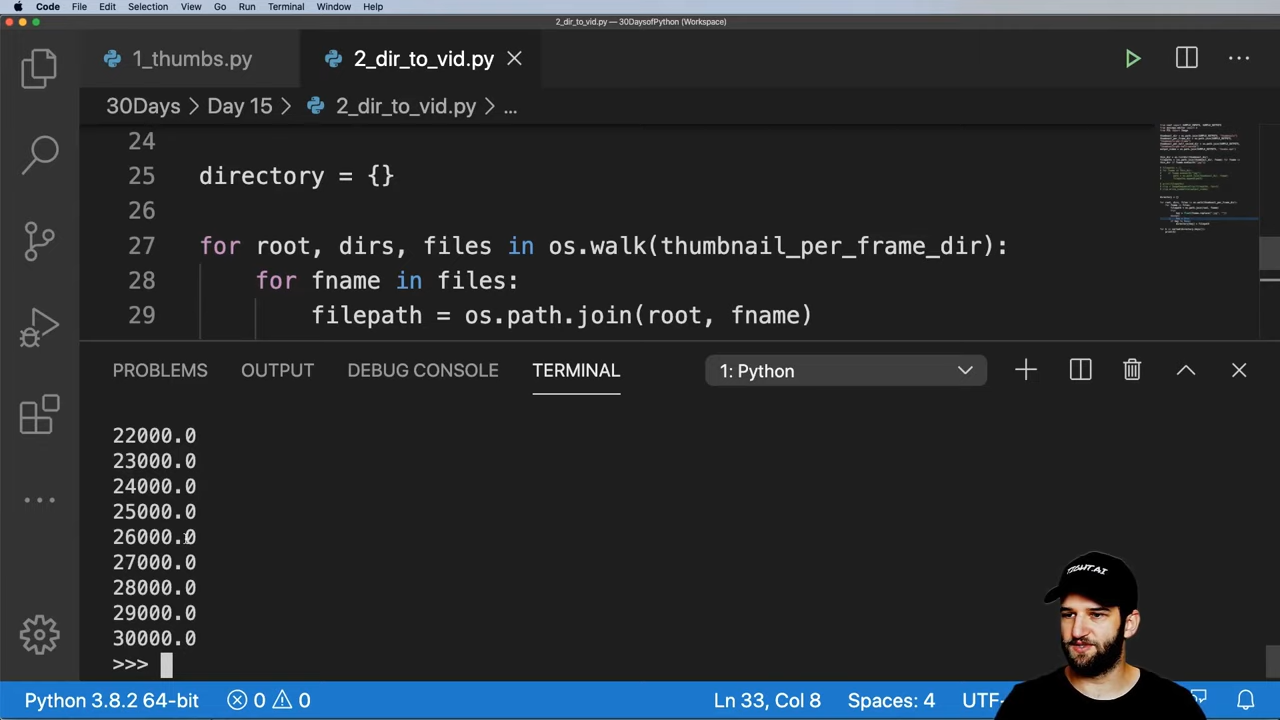 Code File Edit Selection View Go Run Terminal Window Help
2_dir_to_vid.py — 30DaysofPython (Workspace)
1_thumbs.py 2_dir_to_vid.py
30Days > Day 15 > 2_dir_to_vid.py > ...
24
25 directory = {}
26
27 for root, dirs, files in os.walk(thumbnail_per_frame_dir):
28 for fname in files:
29 filepath = os.path.join(root, fname)
PROBLEMS OUTPUT DEBUG CONSOLE TERMINAL 1: Python
22000.0
23000.0
24000.0
25000.0
26000.0
27000.0
28000.0
29000.0
30000.0
>>>
TIGHT.AI
Python 3.8.2 64-bit 0 0 Ln 33, Col 8 Spaces: 4 UTF-